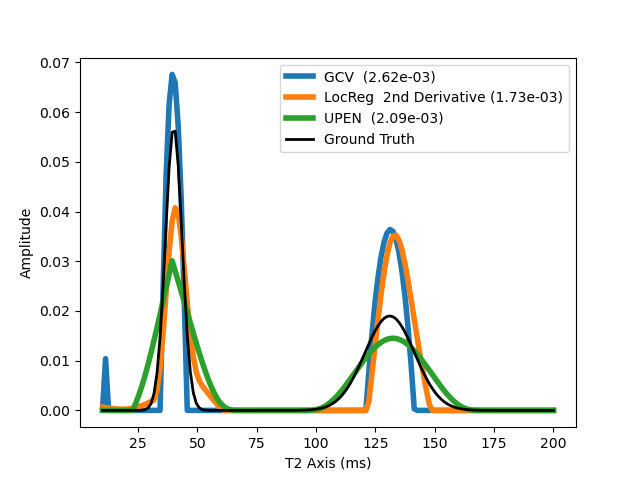 GCV (2.62e-03)
LocReg 2nd Derivative (1.73e-03)
UPEN (2.09e-03)
Ground Truth
0.07
0.06
0.05
0.04
0.03
0.02
0.01
0.00
Amplitude
25 50 75 100 125 150 175 200
T2 Axis (ms)